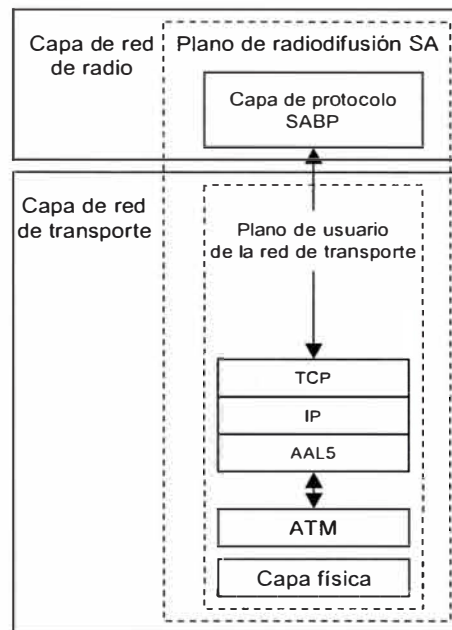 Capa de red
de radio
Plano de radiodifusión SA
Capa de protocolo
SABP
Capa de red
de transporte
Plano de usuario
de la red de transporte
TCP
IP
AAL5
ATM
Capa física